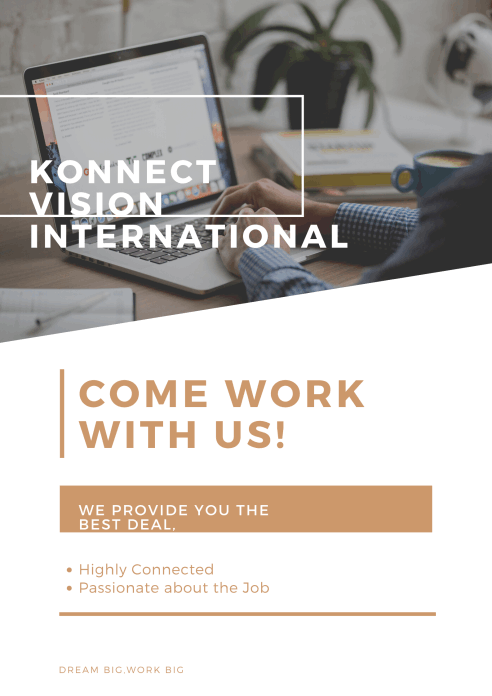 KONNECT
VISION
INTERNATIONAL
COME WORK
WITH US!
WE PROVIDE YOU THE
BEST DEAL,
Highly Connected
Passionate about the Job
DREAM BIG.WORK BIG